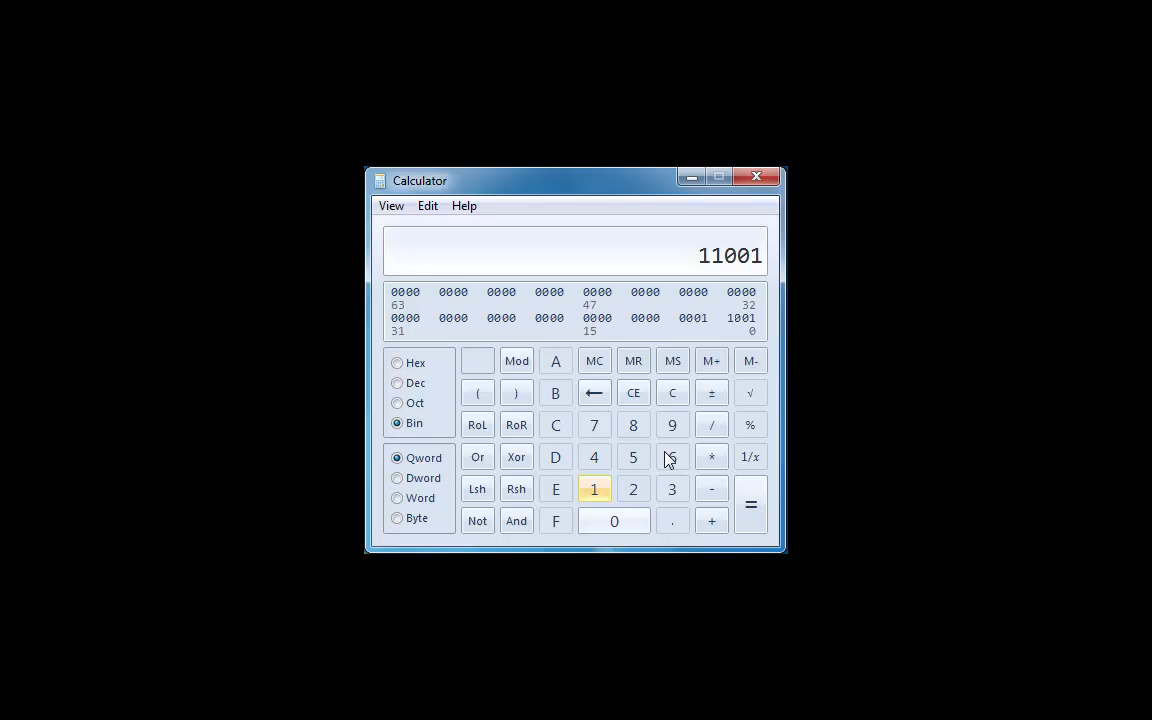 Calculator
View Edit Help
11001
0000 0000 0000 0000 0000 0000 0000 0000
63 47 32
0000 0000 0000 0000 0000 0000 0001 1001
31 15 0
Hex Mod A MC MR MS M+ M-
Dec ( ) B ← CE C ± √
Oct
Bin RoL RoR C 7 8 9 / %
Qword Or Xor D 4 5 6 * 1/x
Dword
Word Lsh Rsh E 1 2 3 - =
Byte Not And F 0 . +